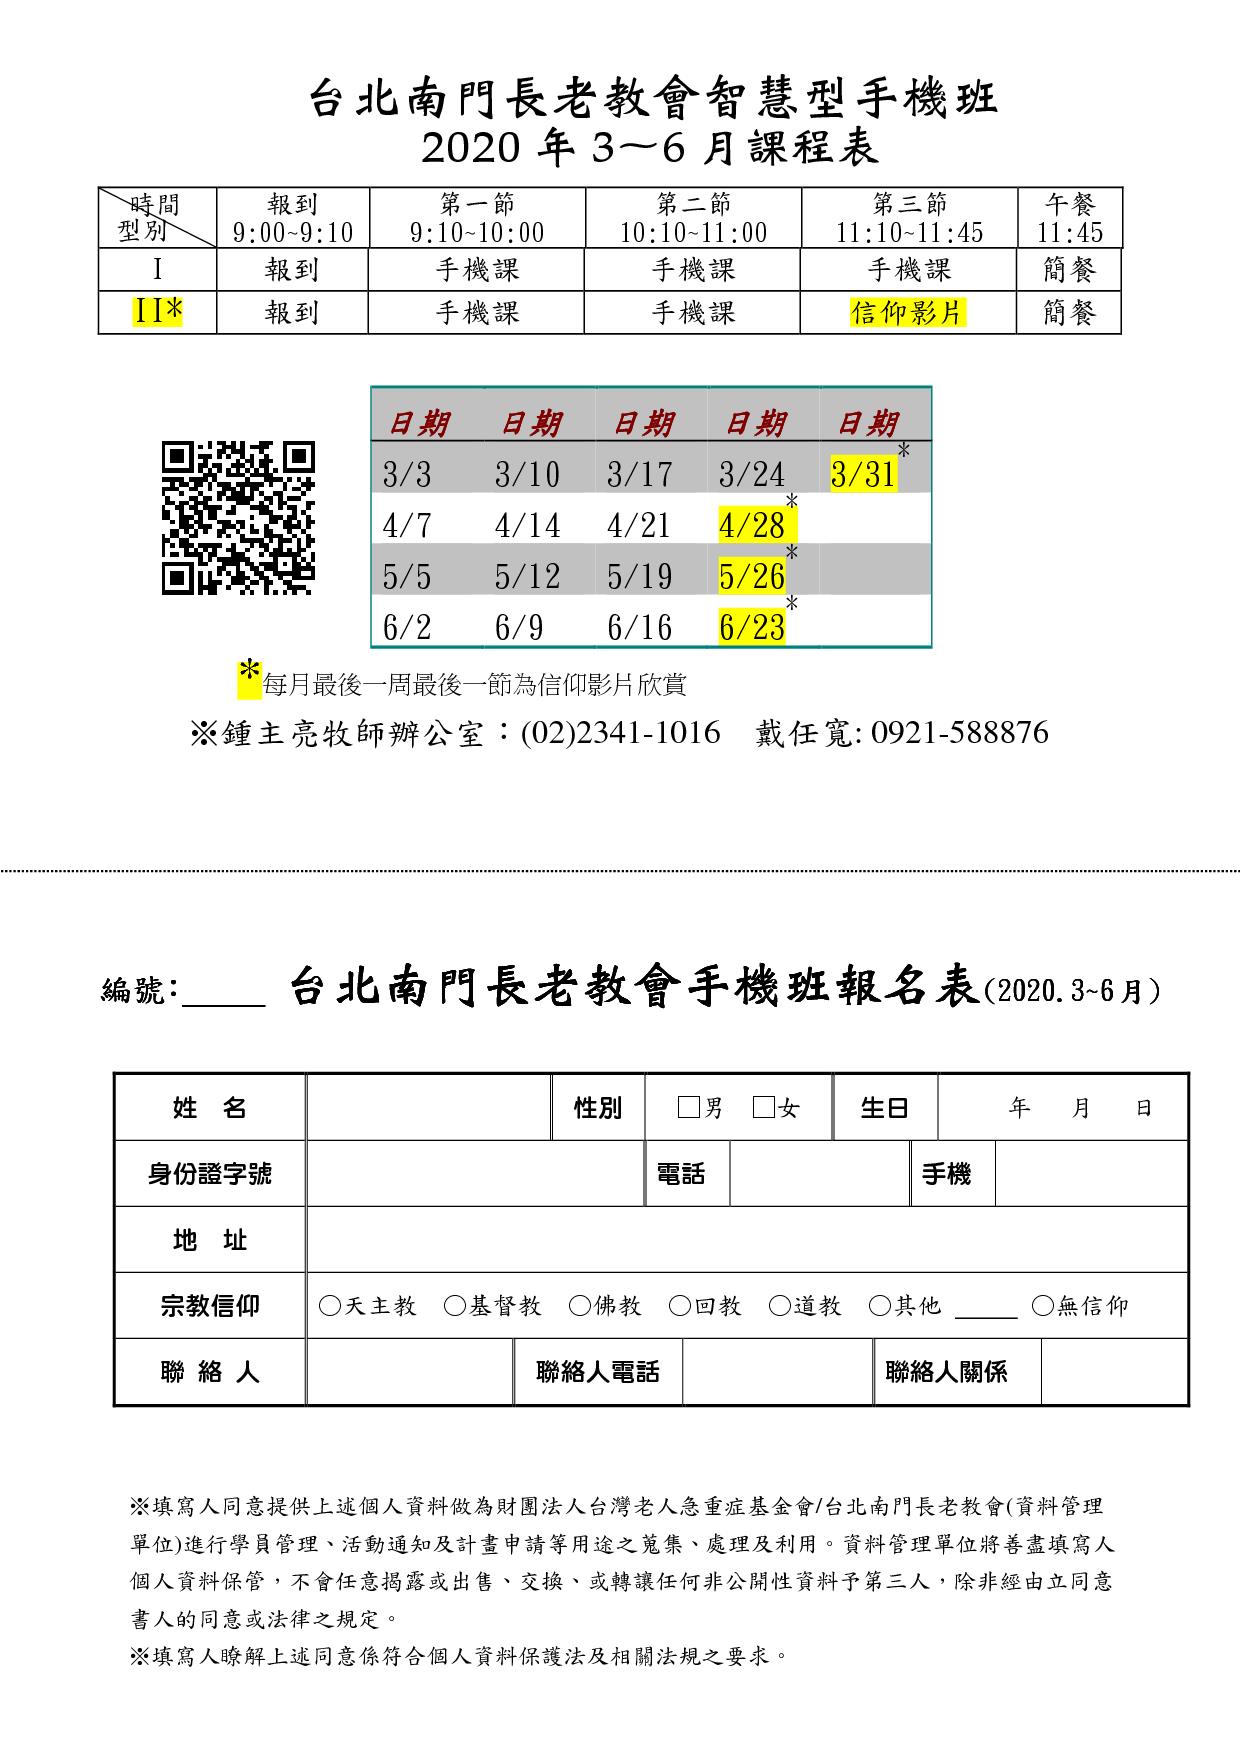 台北南門長老教會智慧型手機班
2020 年 3～6 月課程表
時間 報到 第一節 第二節 第三節 午餐
型別 9:00~9:10 9:10~10:00 10:10~11:00 11:10~11:45 11:45
I 報到 手機課 手機課 手機課 簡餐
II* 報到 手機課 手機課 信仰影片 簡餐
日期 日期 日期 日期 日期
3/3 3/10 3/17 3/24 3/31*
4/7 4/14 4/21 4/28*
5/5 5/12 5/19 5/26*
6/2 6/9 6/16 6/23*
*每月最後一周最後一節為信仰影片欣賞
※鍾主亮牧師辦公室：(02)2341-1016 戴任寬: 0921-588876
編號:_____ 台北南門長老教會手機班報名表(2020.3~6月)
姓 名 性別 □男 □女 生日 年 月 日
身份證字號 電話 手機
地 址
宗教信仰 ○天主教 ○基督教 ○佛教 ○回教 ○道教 ○其他 _____ ○無信仰
聯 絡 人 聯絡人電話 聯絡人關係
※填寫人同意提供上述個人資料做為財團法人台灣老人急重症基金會/台北南門長老教會(資料管理
單位)進行學員管理、活動通知及計畫申請等用途之蒐集、處理及利用。資料管理單位將善盡填寫人
個人資料保管，不會任意揭露或出售、交換、或轉讓任何非公開性資料予第三人，除非經由立同意
書人的同意或法律之規定。
※填寫人瞭解上述同意係符合個人資料保護法及相關法規之要求。